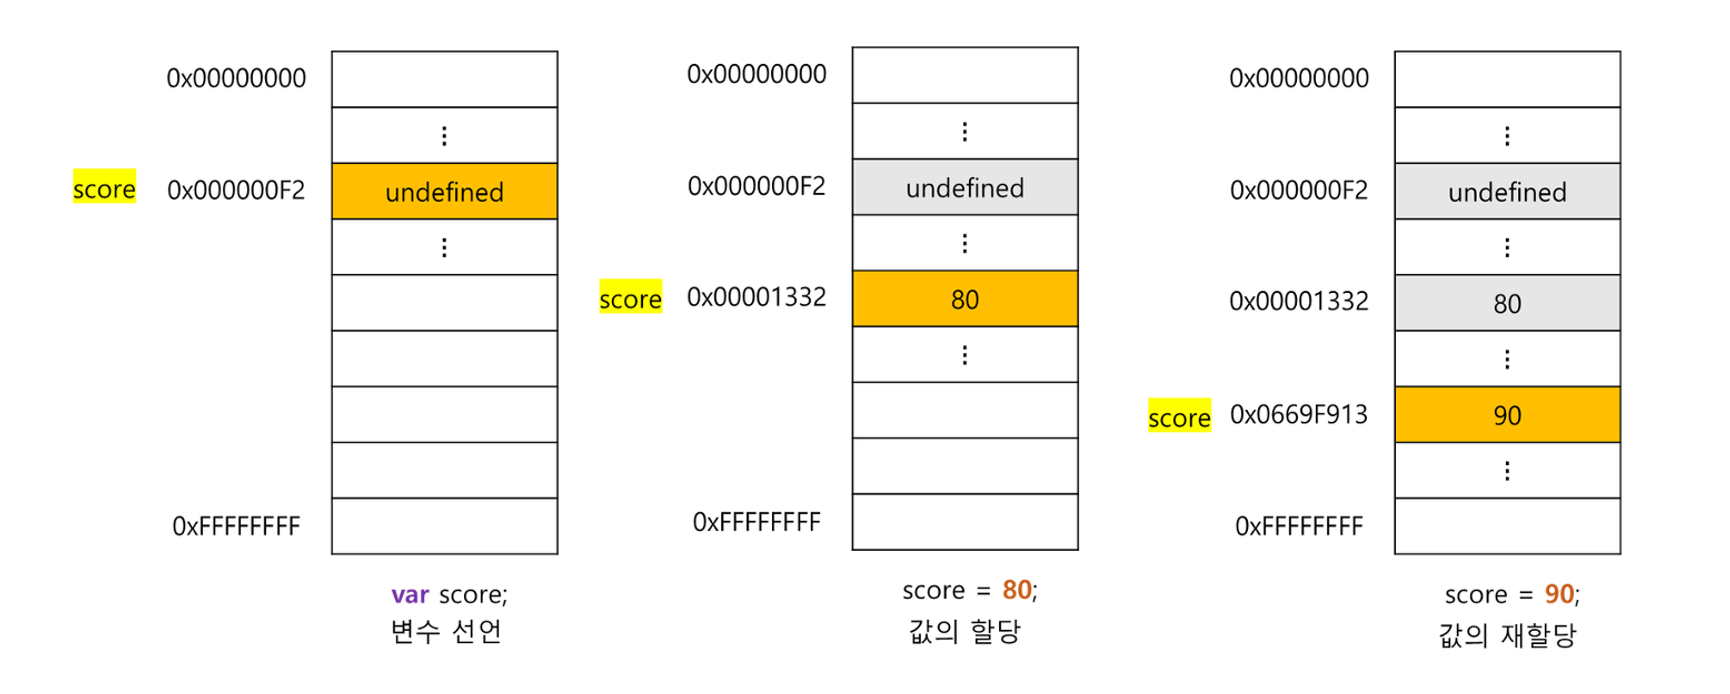 0x00000000
⋮
score 0x000000F2 undefined
⋮
0xFFFFFFFF
var score;
변수 선언
0x00000000
⋮
0x000000F2 undefined
⋮
score 0x00001332 80
⋮
0xFFFFFFFF
score = 80;
값의 할당
0x00000000
⋮
0x000000F2 undefined
⋮
0x00001332 80
⋮
score 0x0669F913 90
⋮
0xFFFFFFFF
score = 90;
값의 재할당